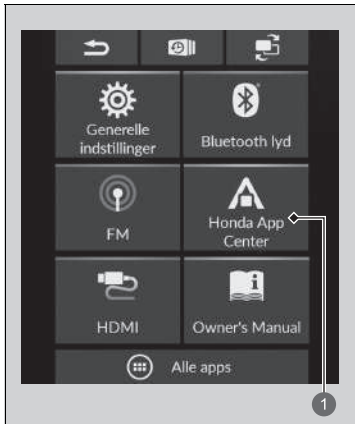 Generelle
indstillinger
Bluetooth lyd
FM
Honda App
Center
HDMI
Owner's Manual
Alle apps
1